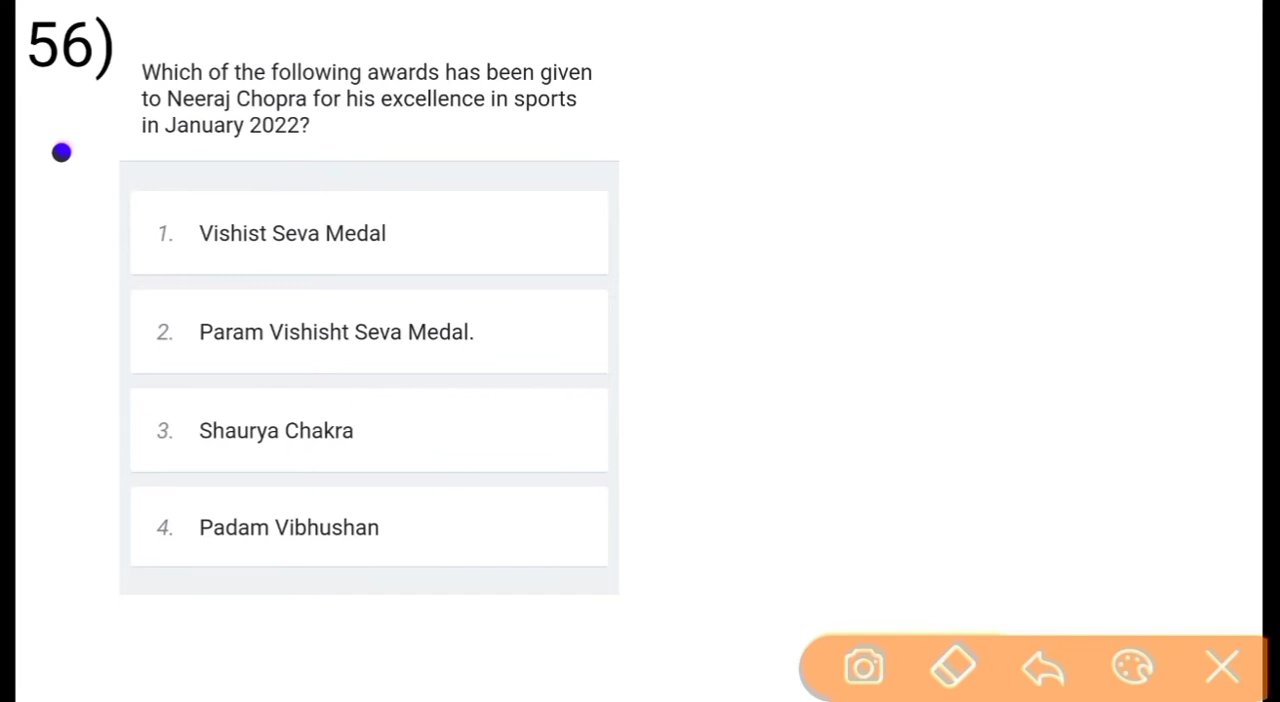 56)
Which of the following awards has been given
to Neeraj Chopra for his excellence in sports
in January 2022?
1. Vishist Seva Medal
2. Param Vishisht Seva Medal.
3. Shaurya Chakra
4. Padam Vibhushan